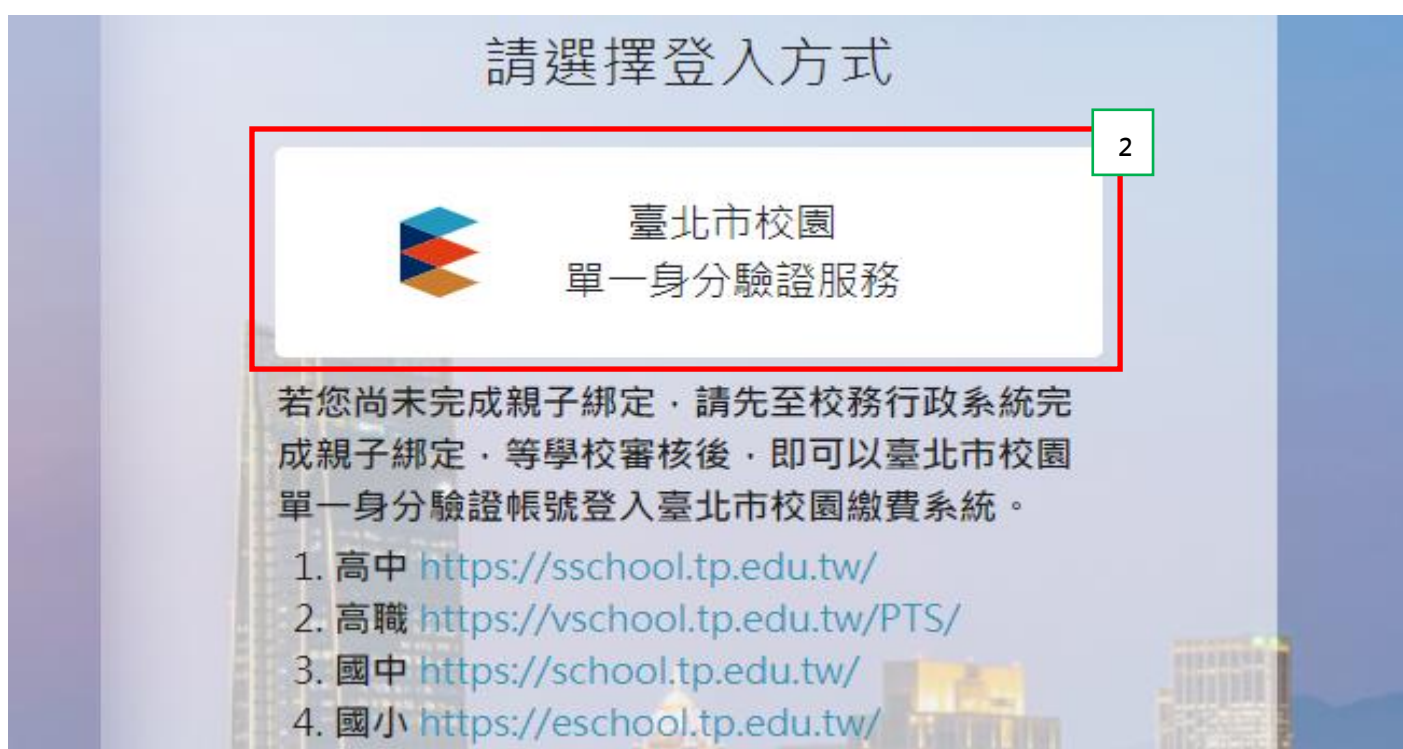 請選擇登入方式
2
臺北市校園
單一身分驗證服務
若您尚未完成親子綁定，請先至校務行政系統完
成親子綁定，等學校審核後，即可以臺北市校園
單一身分驗證帳號登入臺北市校園繳費系統。
1. 高中 https://sschool.tp.edu.tw/
2. 高職 https://vschool.tp.edu.tw/PTS/
3. 國中 https://school.tp.edu.tw/
4. 國小 https://eschool.tp.edu.tw/